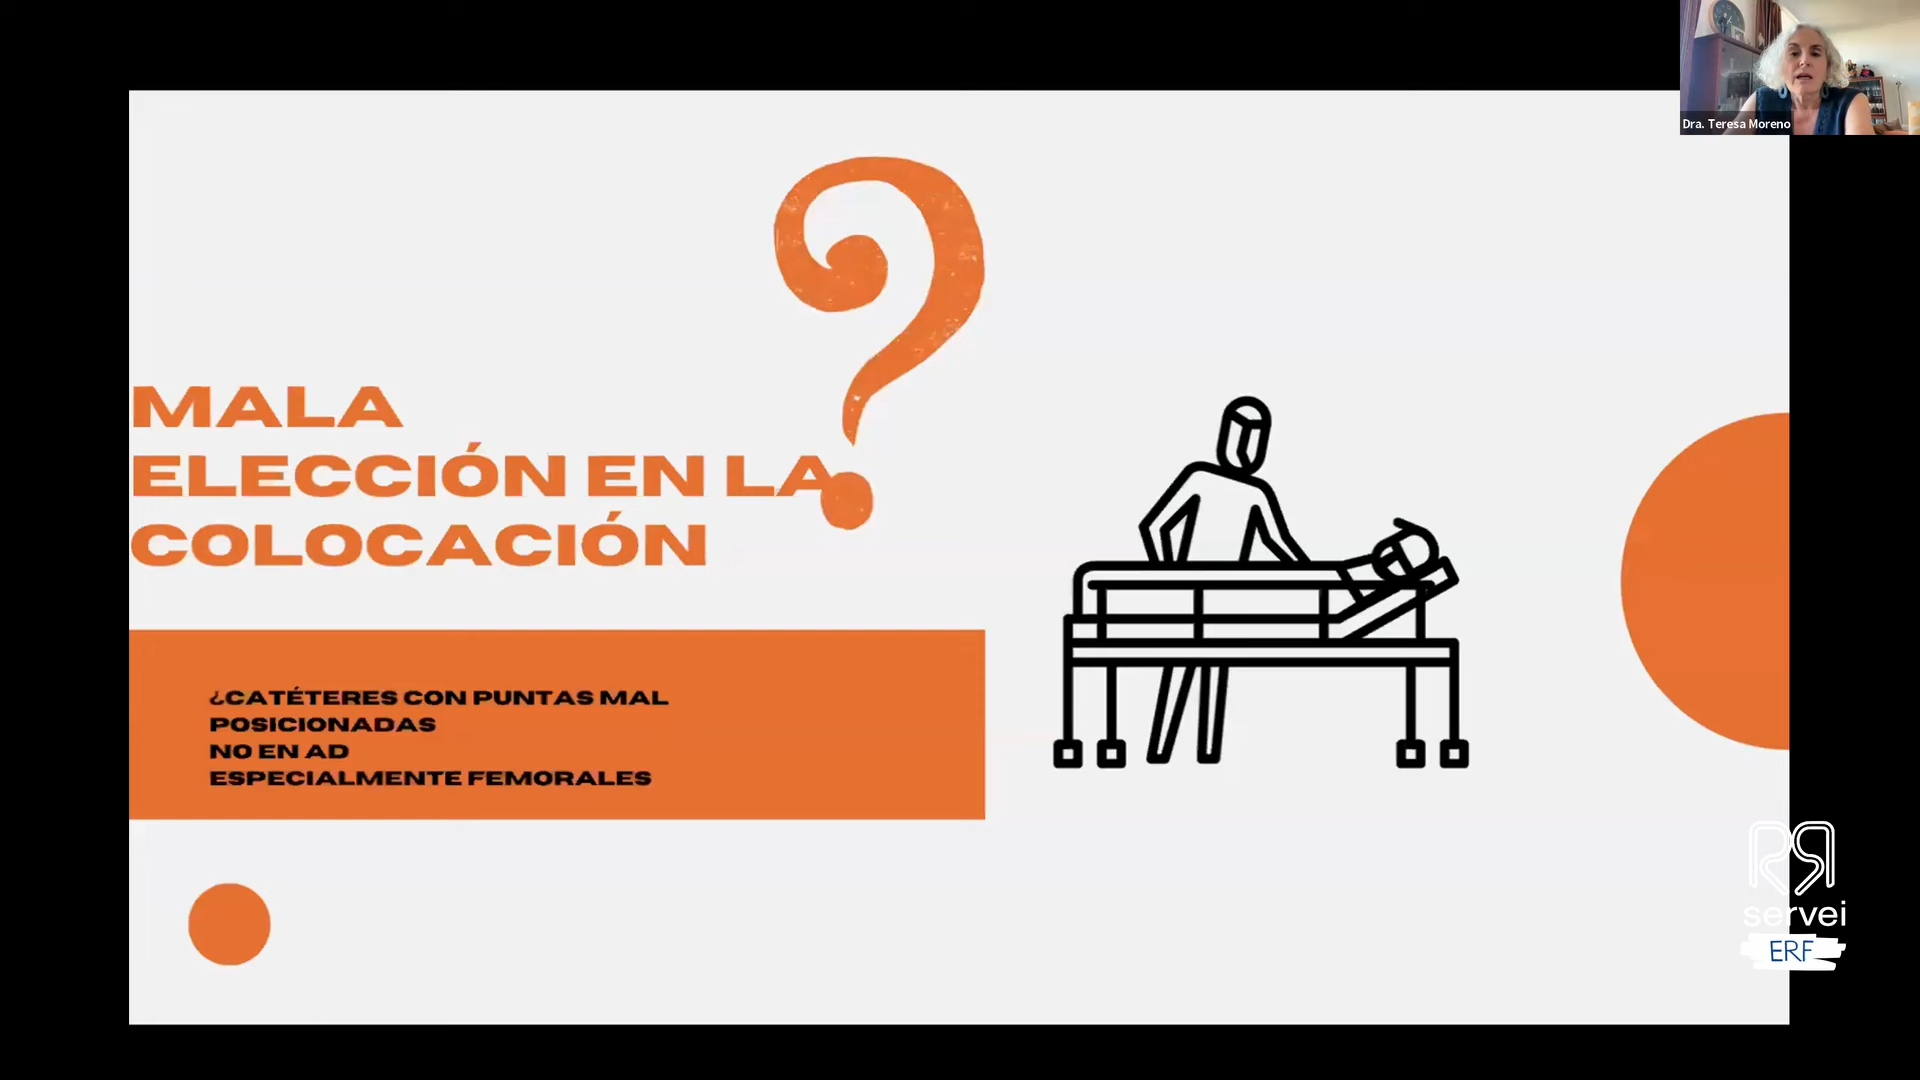 Dra. Teresa Moreno
?
MALA
ELECCIÓN EN LA
COLOCACIÓN
¿CATÉTERES CON PUNTAS MAL
POSICIONADAS
NO EN AD
ESPECIALMENTE FEMORALES
servei
ERF